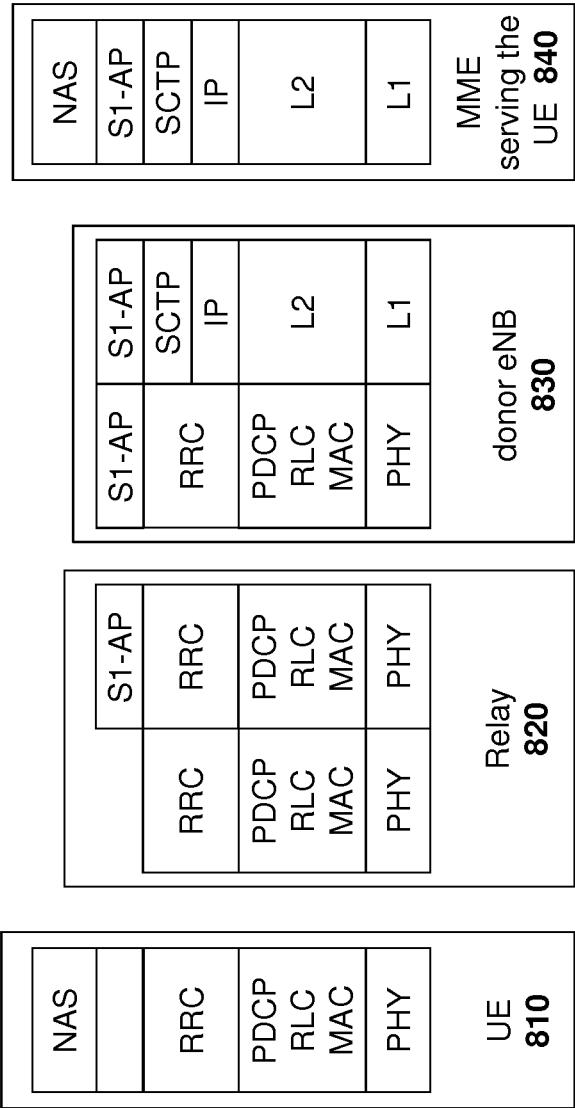 NAS
RRC
PDCP
RLC
MAC
PHY
UE
810
RRC
PDCP
RLC
MAC
PHY
S1-AP
RRC
PDCP
RLC
MAC
PHY
Relay
820
S1-AP
RRC
PDCP
RLC
MAC
PHY
S1-AP
SCTP
IP
L2
L1
donor eNB
830
NAS
S1-AP
SCTP
IP
L2
L1
MME
serving the
UE 840